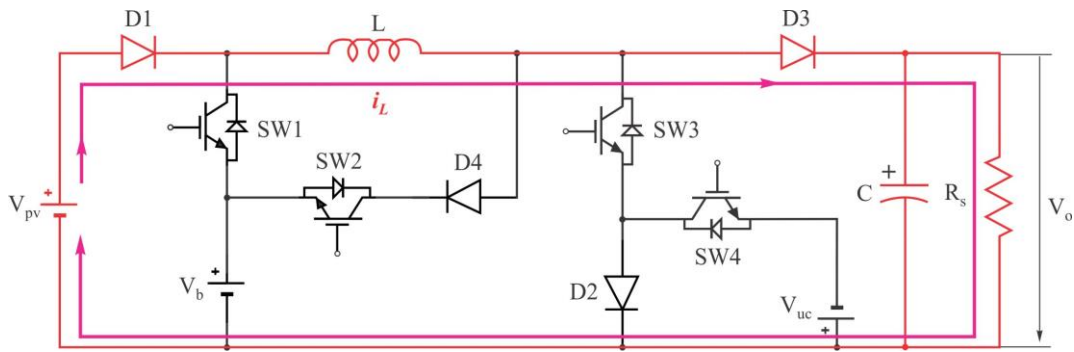 D1
L
D3
i_L
SW1
SW3
SW2
D4
V_pv
+
C
R_s
V_o
SW4
V_b
+
D2
V_uc
+
+